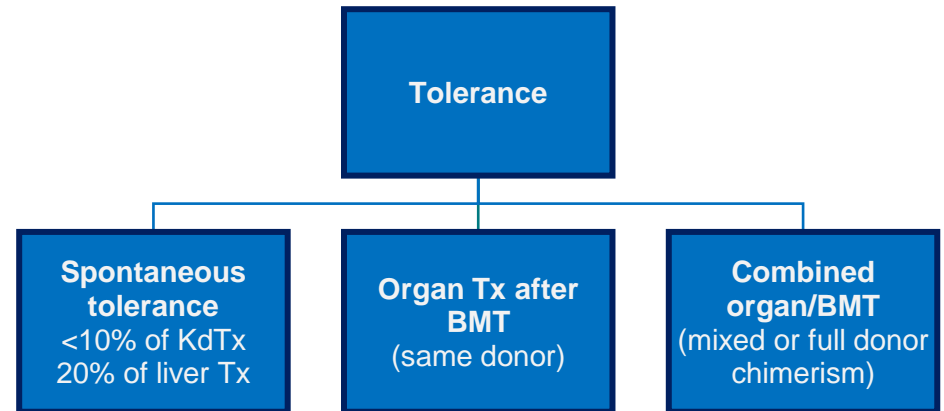 Tolerance
Spontaneous
tolerance
<10% of KdTx
20% of liver Tx
Organ Tx after
BMT
(same donor)
Combined
organ/BMT
(mixed or full donor
chimerism)